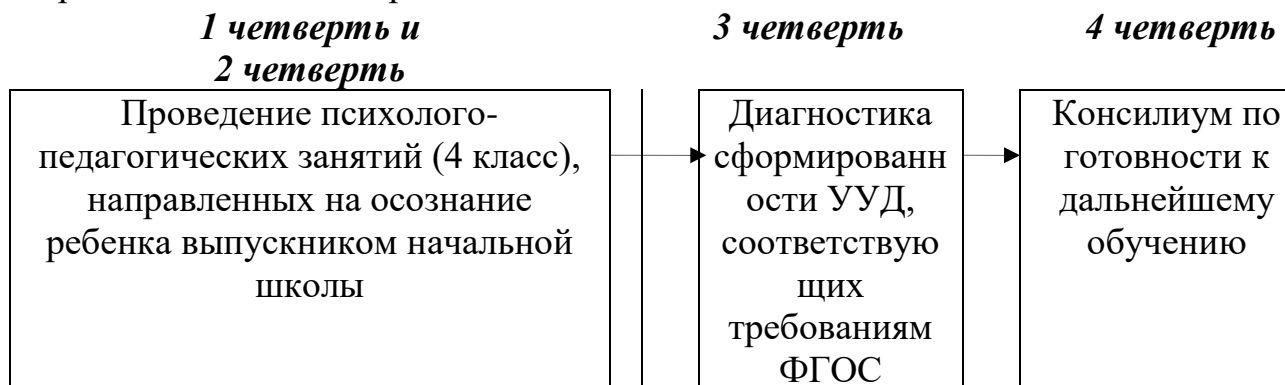 1 четверть и
2 четверть
3 четверть
4 четверть
Проведение психолого-
педагогических занятий (4 класс),
направленных на осознание
ребенка выпускником начальной
школы
Диагностика
сформированн
ости УУД,
соответствую
щих
требованиям
ФГОС
Консилиум по
готовности к
дальнейшему
обучению